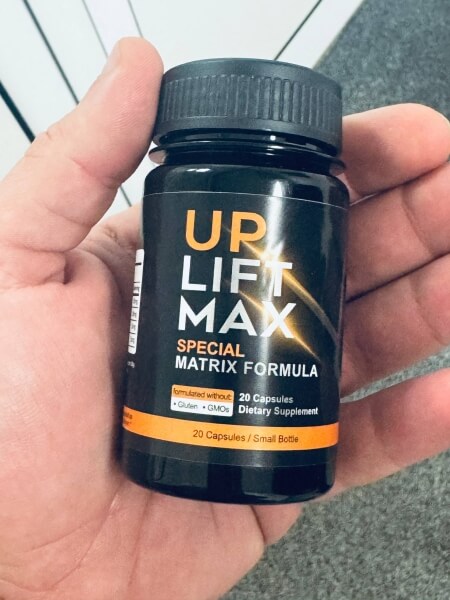 UP
LIFT
MAX
SPECIAL
MATRIX FORMULA
formulated without:
• Gluten • GMOs
20 Capsules
Dietary Supplement
20 Capsules / Small Bottle